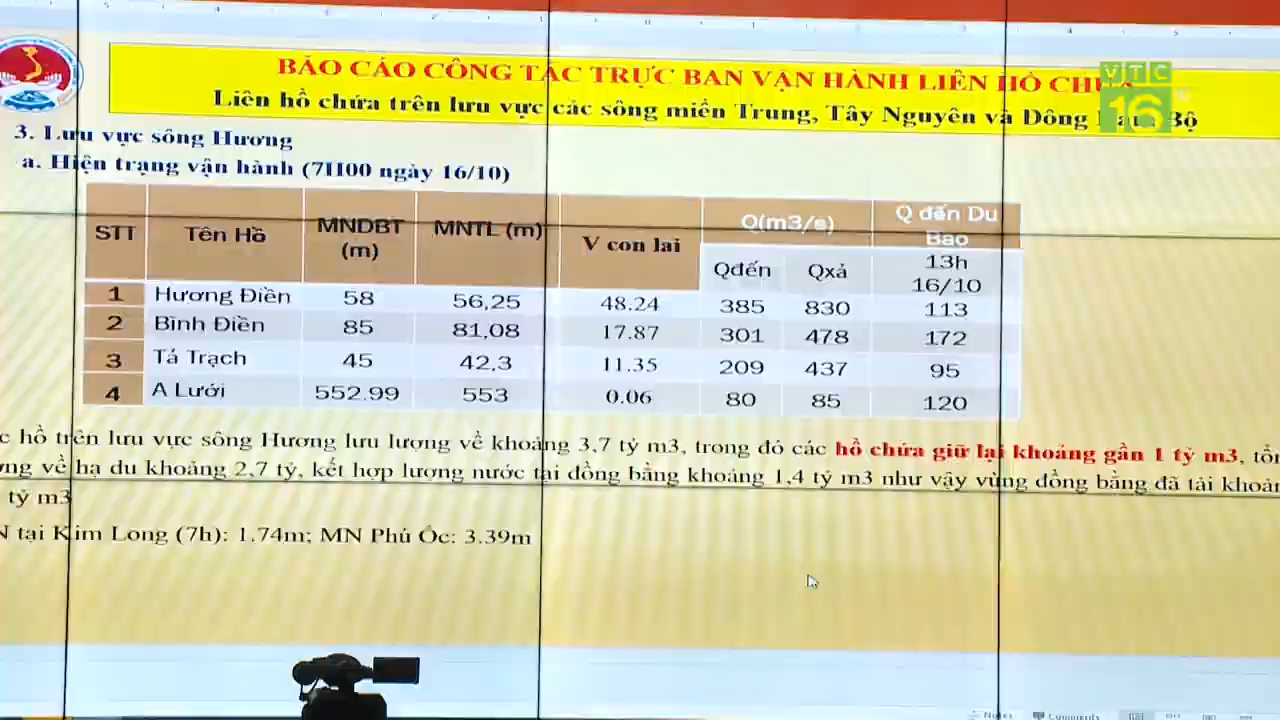 BÁO CÁO CÔNG TÁC TRỰC BAN VẬN HÀNH LIÊN HỒ CHỨA
Liên hồ chứa trên lưu vực các sông miền Trung, Tây Nguyên và Đông Nam Bộ
VTC
16
3. Lưu vực sông Hương
a. Hiện trạng vận hành (7H00 ngày 16/10)
STT Tên Hồ MNDBT (m) MNTL (m) V con lai Q(m3/s) Q đến Du Bao
Qđến Qxả 13h 16/10
1 Hương Điền 58 56,25 48.24 385 830 113
2 Bình Điền 85 81,08 17.87 301 478 172
3 Tả Trạch 45 42,3 11.35 209 437 95
4 A Lưới 552.99 553 0.06 80 85 120
hồ trên lưu vực sông Hương lưu lượng về khoảng 3,7 tỷ m3, trong đó các hồ chứa giữ lại khoảng gần 1 tỷ m3,
về hạ du khoảng 2,7 tỷ, kết hợp lượng nước tại đồng bằng khoảng 1,4 tỷ m3 như vậy vùng đồng bằng đã tải
tỷ m3
tại Kim Long (7h): 1.74m; MN Phú Ốc: 3.39m
Notes Comments